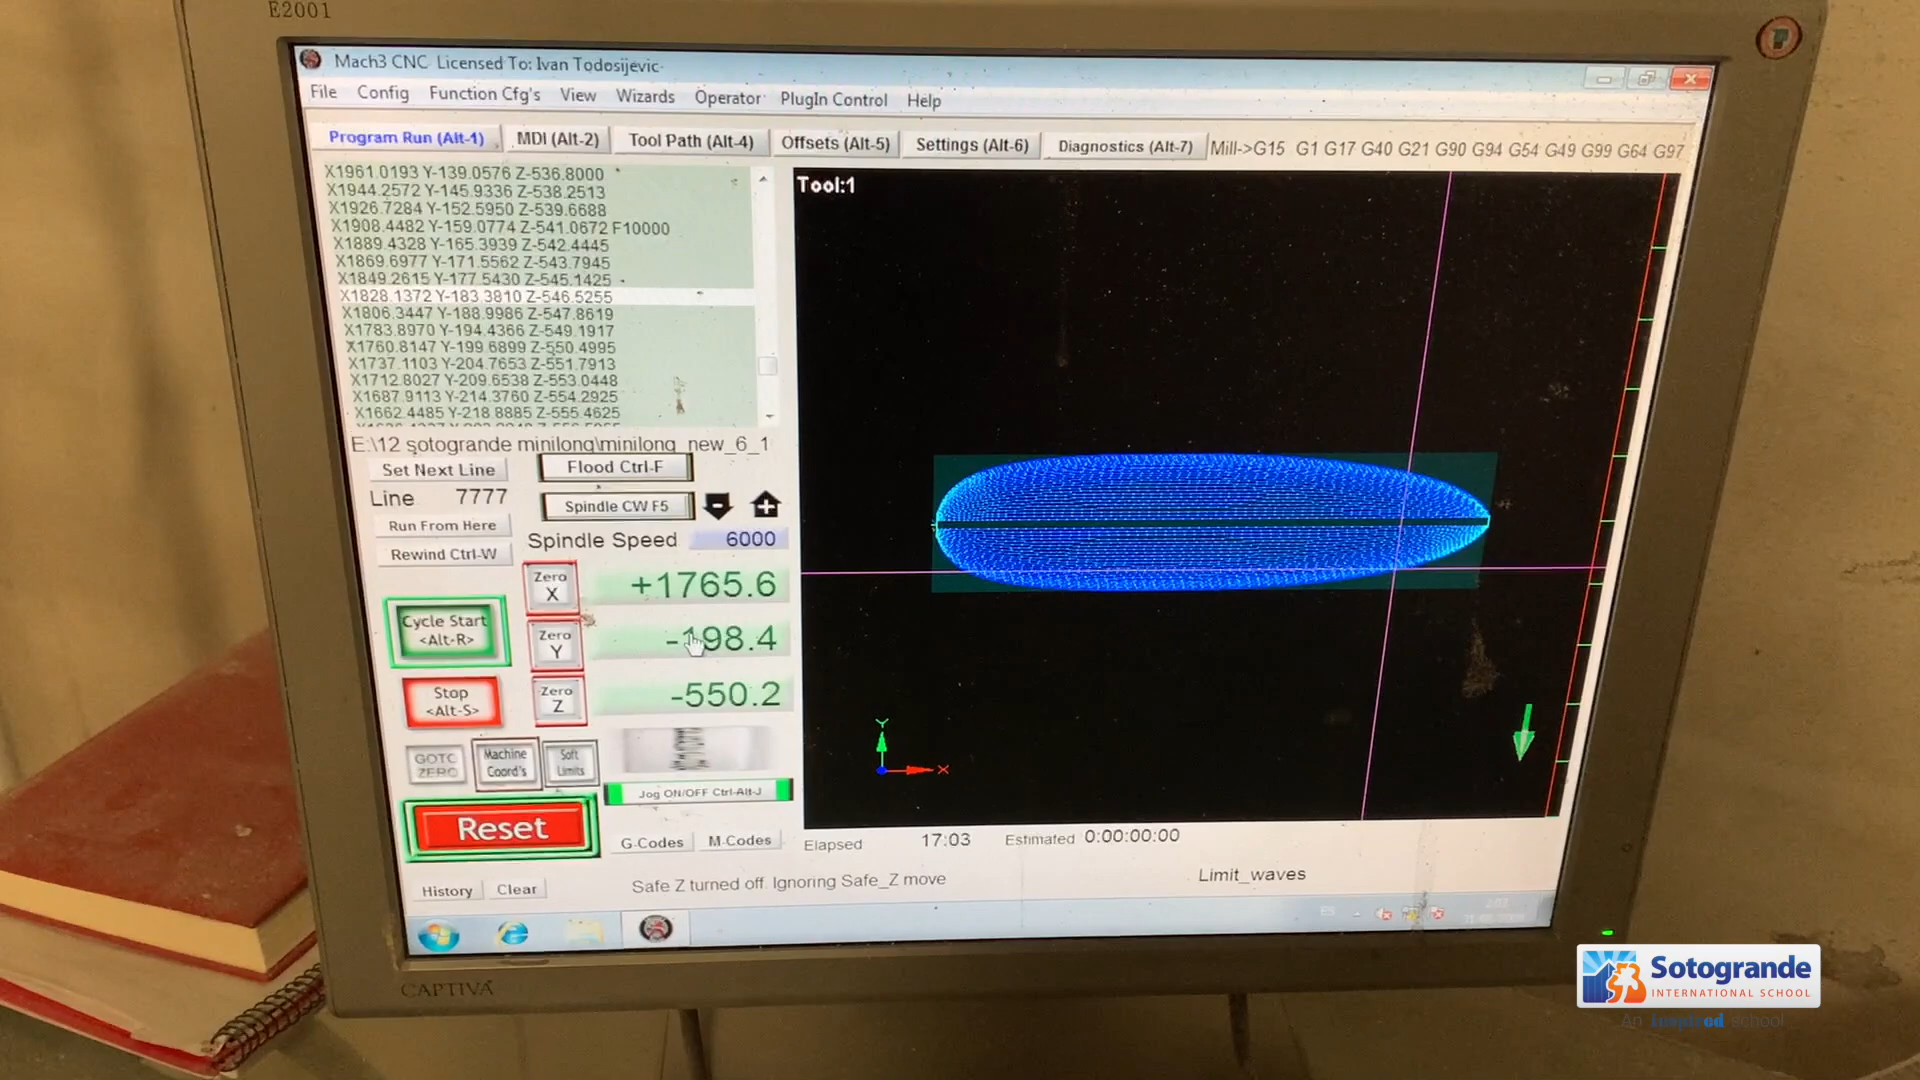 E2001
Mach3 CNC Licensed To: Ivan Todosijevic
File Config Function Cfg's View Wizards Operator PlugIn Control Help
Program Run (Alt-1) MDI (Alt-2) Tool Path (Alt-4) Offsets (Alt-5) Settings (Alt-6) Diagnostics (Alt-7) Mill->G15 G1 G17 G40 G21 G90 G94 G54 G49 G99 G64 G97
X1961.0193 Y-139.0576 Z-536.8000
X1944.2572 Y-145.9336 Z-538.2513
X1926.7284 Y-152.5950 Z-539.6688
X1908.4482 Y-159.0774 Z-541.0672 F10000
X1889.4328 Y-165.3939 Z-542.4445
X1869.6977 Y-171.5562 Z-543.7945
X1849.2615 Y-177.5430 Z-545.1425
X1828.1372 Y-183.3810 Z-546.5255
X1806.3447 Y-188.9986 Z-547.8619
X1783.8970 Y-194.4366 Z-549.1917
X1760.8147 Y-199.6899 Z-550.4995
X1737.1103 Y-204.7653 Z-551.7913
X1712.8027 Y-209.6538 Z-553.0448
X1687.9113 Y-214.3760 Z-554.2925
X1662.4485 Y-218.8885 Z-555.4625
Tool:1
E:\12 sotogrande minilong\minilong_new_6_1
Set Next Line Flood Ctrl-F
Line 7777
Spindle CW F5
Run From Here
Spindle Speed 6000
Rewind Ctrl-W
Zero X +1765.6
Cycle Start <Alt-R>
Zero Y -198.4
Stop <Alt-S>
Zero Z -550.2
GOTO ZERO
Machine Coord's
Soft Limits
Y
X
Jog ON/OFF Ctrl-Alt-J
Reset
G-Codes M-Codes
Elapsed 17:03 Estimated 0:00:00:00
History Clear
Safe Z turned off. Ignoring Safe_Z move
Limit_waves
ES
CAPTIVA
Sotogrande
INTERNATIONAL SCHOOL
An inspired school